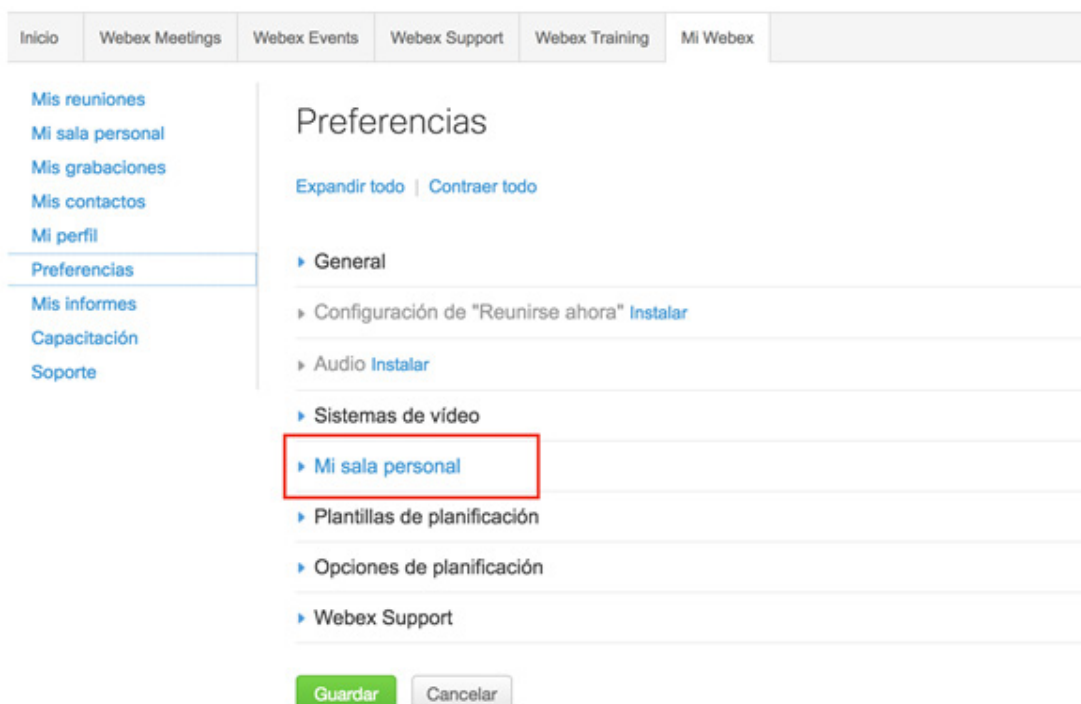 Inicio Webex Meetings Webex Events Webex Support Webex Training Mi Webex
Mis reuniones
Mi sala personal
Mis grabaciones
Mis contactos
Mi perfil
Preferencias
Mis informes
Capacitación
Soporte
Preferencias
Expandir todo | Contraer todo
General
Configuración de "Reunirse ahora" Instalar
Audio Instalar
Sistemas de vídeo
Mi sala personal
Plantillas de planificación
Opciones de planificación
Webex Support
Guardar Cancelar